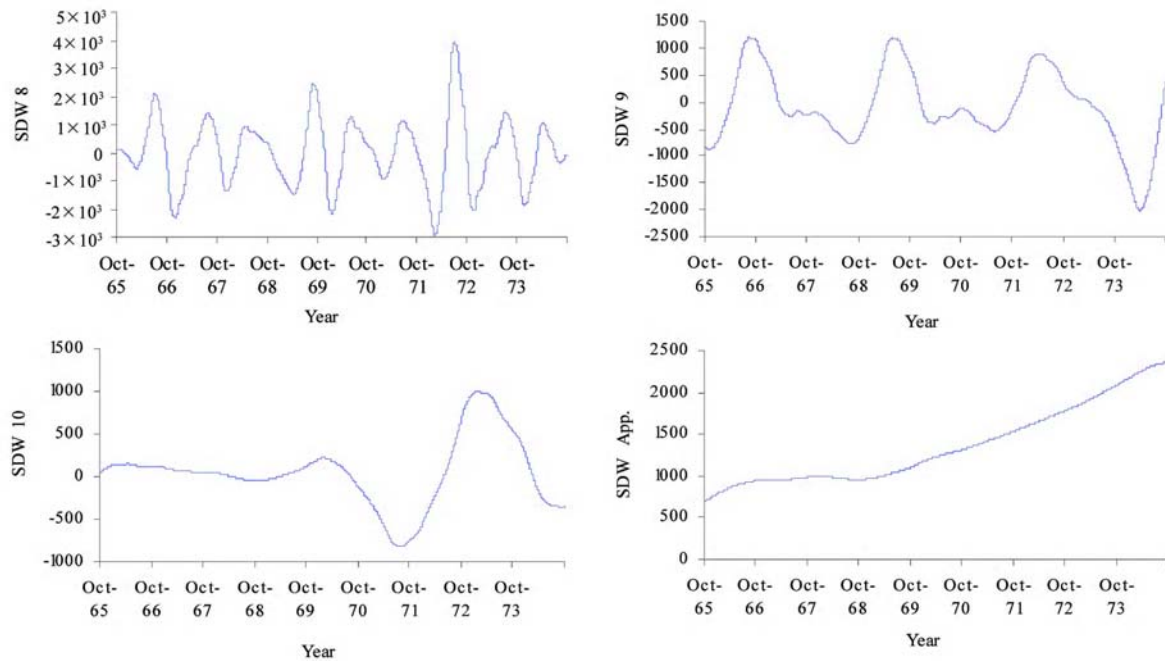 5×10³
4×10³
3×10³
2×10³
1×10³
0
-1×10³
-2×10³
-3×10³
SDW 8
Oct- Oct- Oct- Oct- Oct- Oct- Oct- Oct- Oct-
65 66 67 68 69 70 71 72 73
Year
1500
1000
500
0
-500
-1000
-1500
-2000
-2500
SDW 9
Oct- Oct- Oct- Oct- Oct- Oct- Oct- Oct- Oct-
65 66 67 68 69 70 71 72 73
Year
1500
1000
500
0
-500
-1000
SDW 10
Oct- Oct- Oct- Oct- Oct- Oct- Oct- Oct- Oct-
65 66 67 68 69 70 71 72 73
Year
2500
2000
1500
1000
500
0
SDW App.
Oct- Oct- Oct- Oct- Oct- Oct- Oct- Oct- Oct-
65 66 67 68 69 70 71 72 73
Year